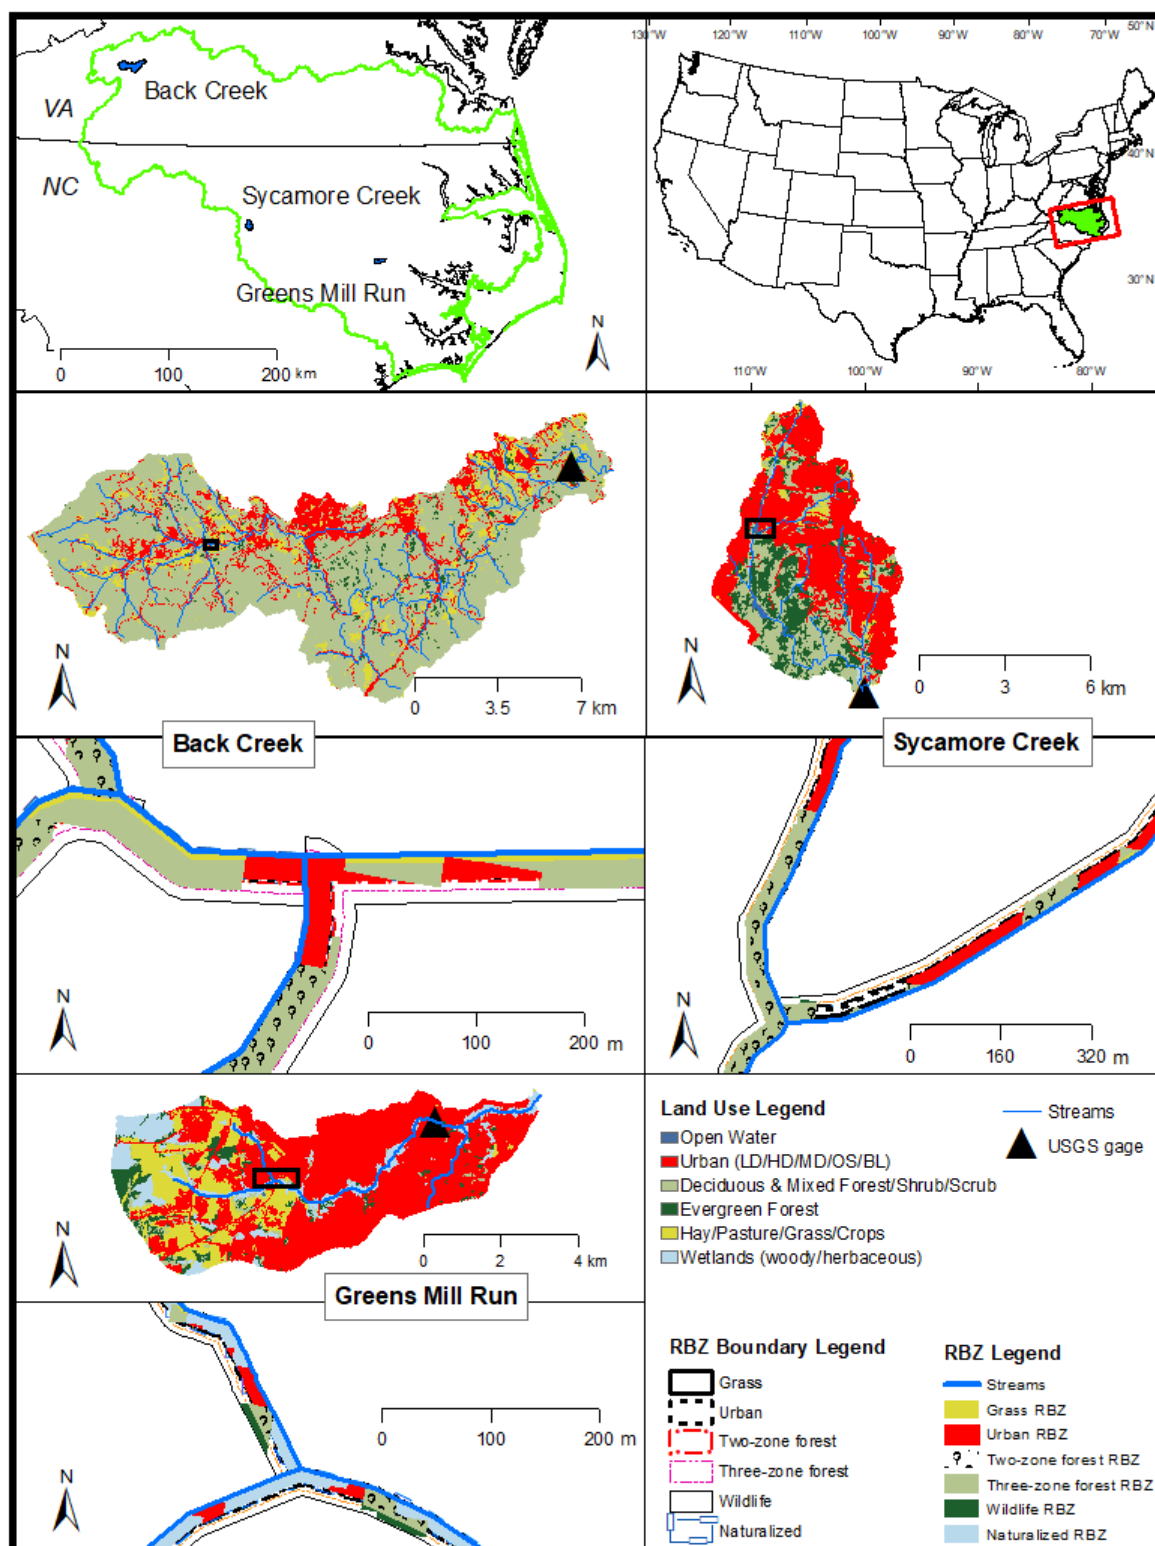 130°W 120°W 110°W 100°W 90°W 80°W 70°W 50°N
Back Creek
VA
NC
Sycamore Creek
Greens Mill Run
N
0 100 200 km
40°N
30°N
110°W 100°W 90°W 80°W
N
0 3.5 7 km
Back Creek
N
0 3 6 km
Sycamore Creek
N
0 100 200 m
N
0 160 320 m
N
0 2 4 km
Greens Mill Run
N
0 100 200 m
Land Use Legend
Open Water
Urban (LD/HD/MD/OS/BL)
Deciduous & Mixed Forest/Shrub/Scrub
Evergreen Forest
Hay/Pasture/Grass/Crops
Wetlands (woody/herbaceous)
Streams
USGS gage
RBZ Boundary Legend
Grass
Urban
Two-zone forest
Three-zone forest
Wildlife
Naturalized
RBZ Legend
Streams
Grass RBZ
Urban RBZ
Two-zone forest RBZ
Three-zone forest RBZ
Wildlife RBZ
Naturalized RBZ